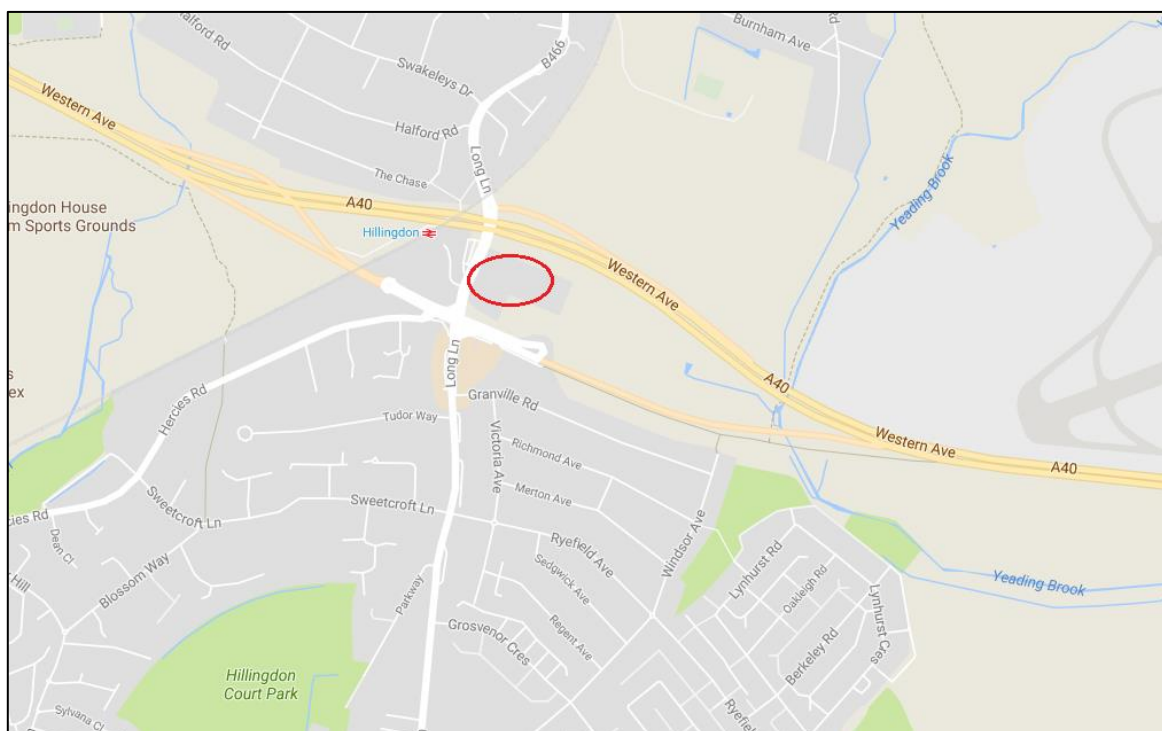 Halford Rd
Burnham Ave
Rd
B466
Swakeleys Dr
Western Ave
Halford Rd
Long Ln
The Chase
Yeading Brook
ingdon House
m Sports Grounds
A40
Hillingdon
Western Ave
s
ex
Hercies Rd
Long Ln
A40
Granville Rd
Tudor Way
Victoria Ave
Western Ave
Richmond Ave
A40
Merton Ave
Sweetcroft Ln
Sweetcroft Ln
cies Rd
Windsor Ave
Dean Cl
Ryefield Ave
Lynhurst Rd
Blossom Way
Sedgwick Ave
Oakleigh Rd
Yeading Brook
Hill
Parkway
Lynhurst Cres
Grosvenor Cres
Regent Ave
Berkeley Rd
Hillingdon
Court Park
Sylvana Cl
Ryefie